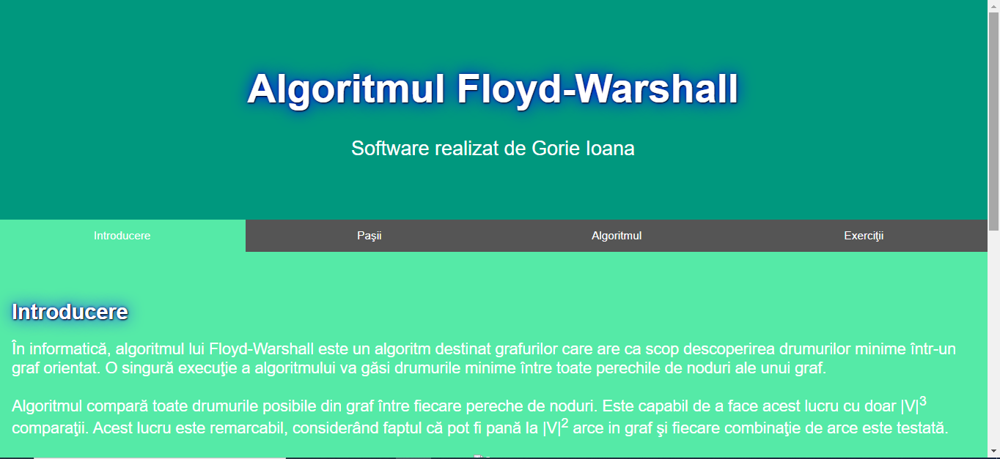 Algoritmul Floyd-Warshall
Software realizat de Gorie Ioana
Introducere
Paşii
Algoritmul
Exerciţii
Introducere
În informatică, algoritmul lui Floyd-Warshall este un algoritm destinat grafurilor care are ca scop descoperirea drumurilor minime într-un
graf orientat. O singură execuţie a algoritmului va găsi drumurile minime între toate perechile de noduri ale unui graf.
Algoritmul compară toate drumurile posibile din graf între fiecare pereche de noduri. Este capabil de a face acest lucru cu doar |V|³
comparaţii. Acest lucru este remarcabil, considerând faptul că pot fi pană la |V|² arce in graf şi fiecare combinaţie de arce este testată.